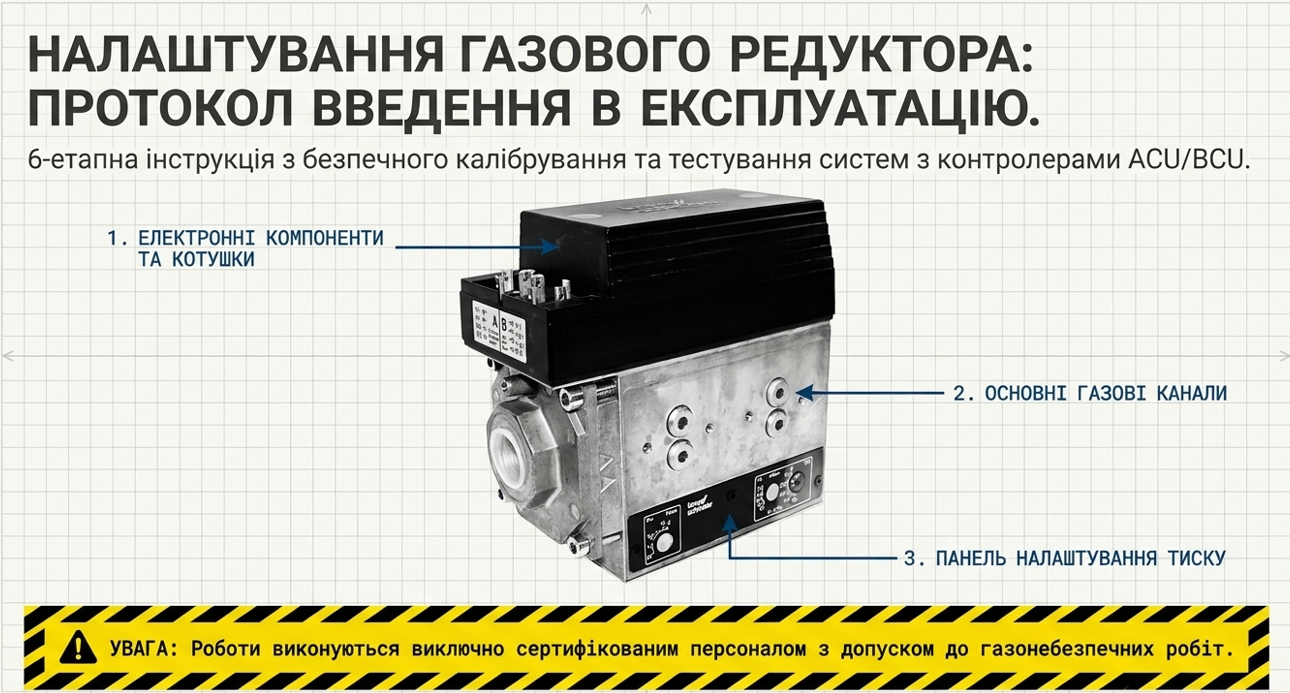 НАЛАШТУВАННЯ ГАЗОВОГО РЕДУКТОРА:
ПРОТОКОЛ ВВЕДЕННЯ В ЕКСПЛУАТАЦІЮ.
6-етапна інструкція з безпечного калібрування та тестування систем з контролерами ACU/BCU.
1. ЕЛЕКТРОННІ КОМПОНЕНТИ
ТА КОТУШКИ
A B
2. ОСНОВНІ ГАЗОВІ КАНАЛИ
3. ПАНЕЛЬ НАЛАШТУВАННЯ ТИСКУ
УВАГА: Роботи виконуються виключно сертифікованим персоналом з допуском до газонебезпечних робіт.